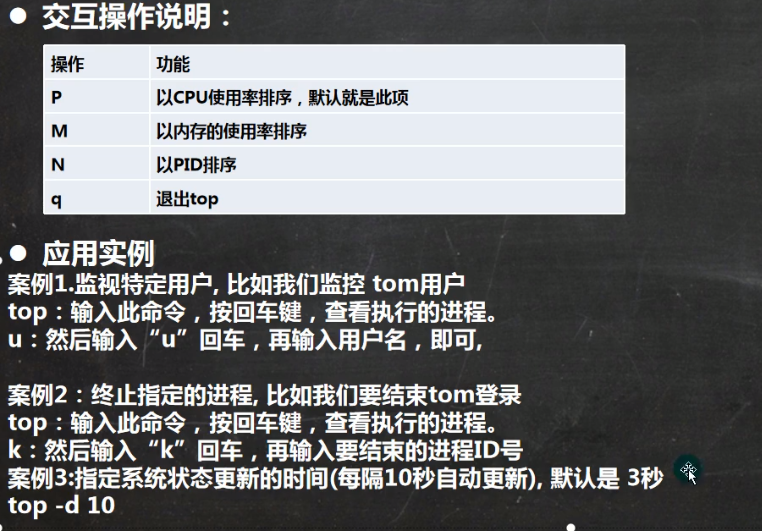 ● 交互操作说明：
操作 功能
P 以CPU使用率排序，默认就是此项
M 以内存的使用率排序
N 以PID排序
q 退出top
● 应用实例
案例1.监视特定用户, 比如我们监控 tom用户
top：输入此命令，按回车键，查看执行的进程。
u：然后输入“u”回车，再输入用户名，即可,
案例2：终止指定的进程, 比如我们要结束tom登录
top：输入此命令，按回车键，查看执行的进程。
k：然后输入“k”回车，再输入要结束的进程ID号
案例3:指定系统状态更新的时间(每隔10秒自动更新), 默认是 3秒
top -d 10